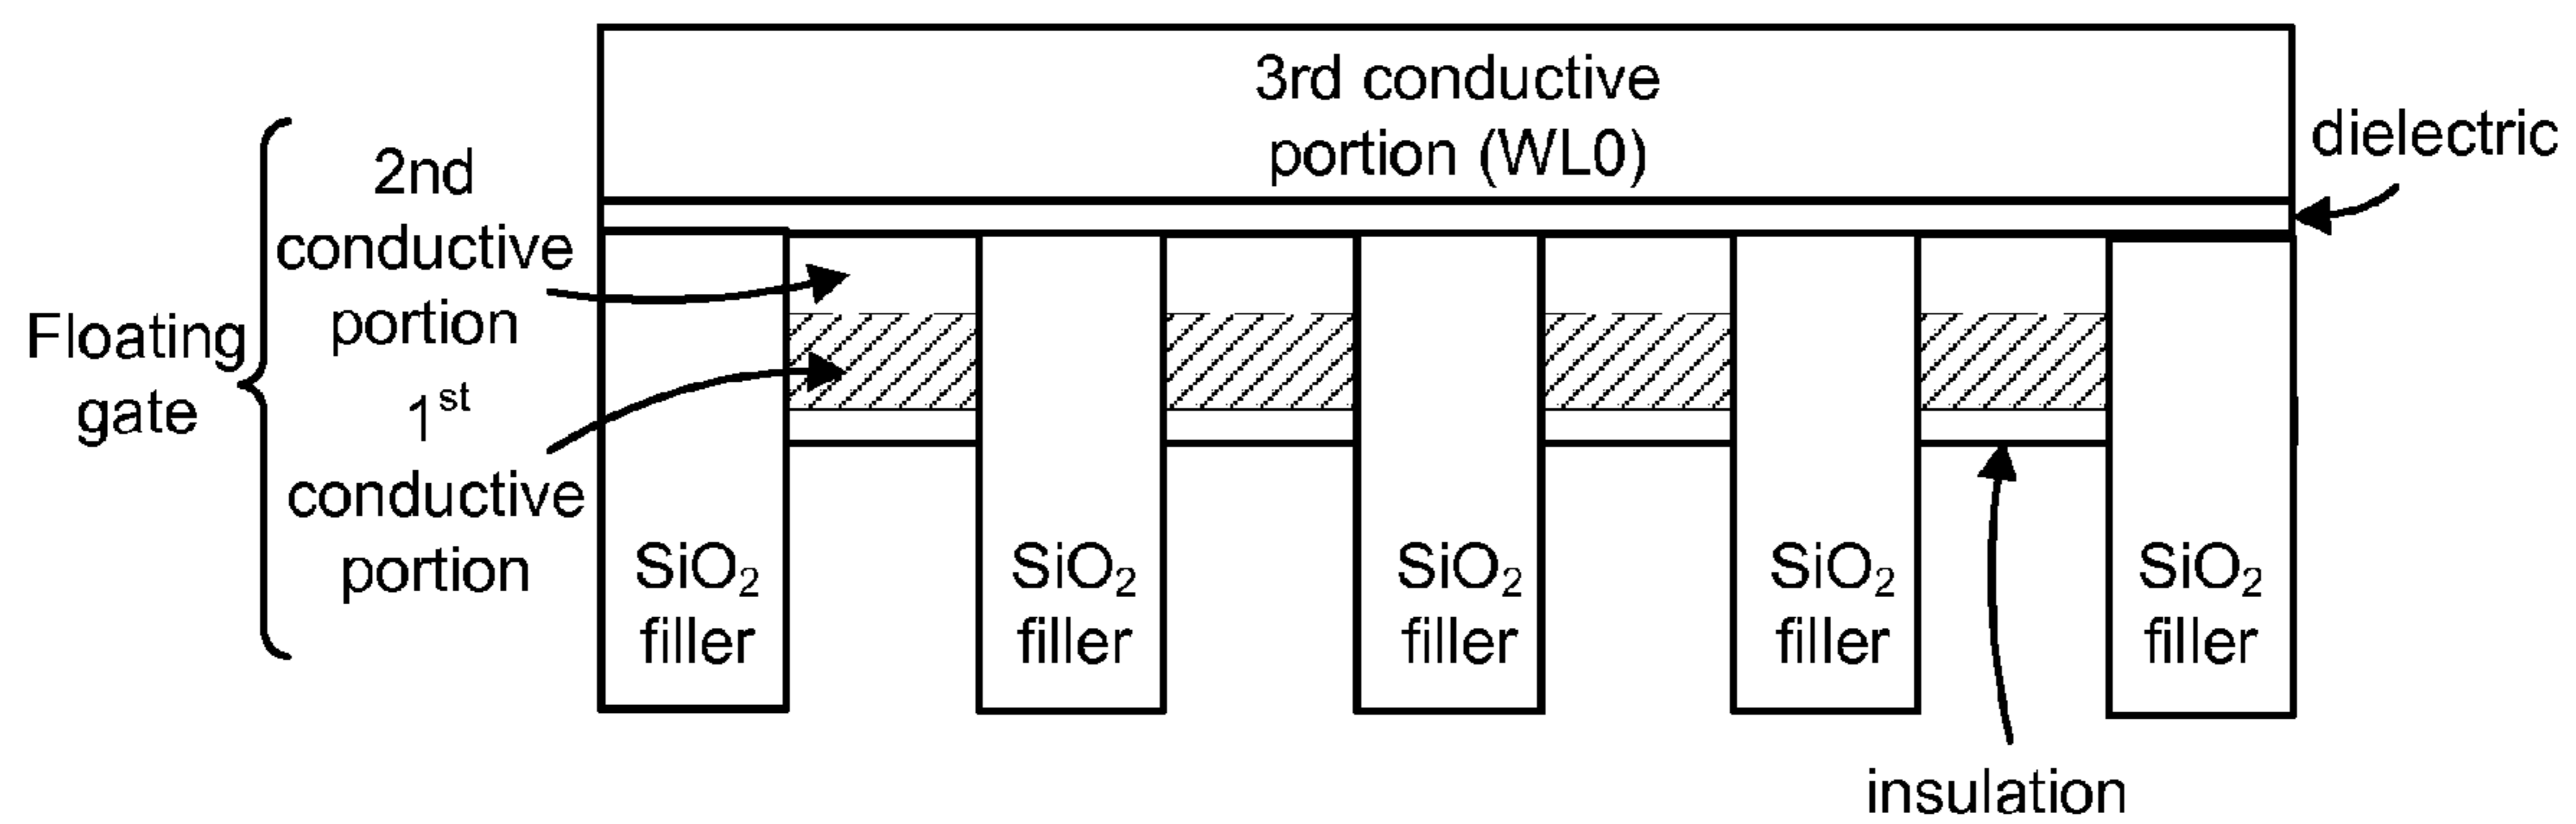 3rd conductive
portion (WL0)
dielectric
2nd
conductive
portion
Floating
gate
1st
conductive
portion
SiO2
filler
SiO2
filler
SiO2
filler
SiO2
filler
SiO2
filler
insulation